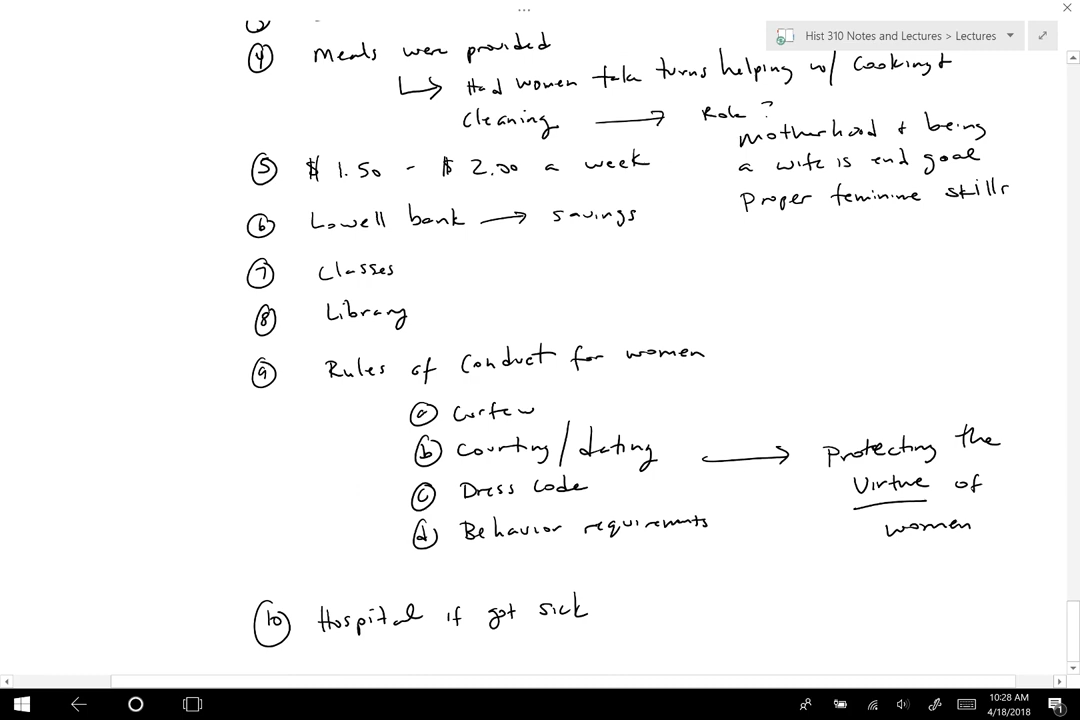 Hist 310 Notes and Lectures > Lectures
④ Meals were provided
↳ Had women take turns helping w/ cooking +
cleaning → Role ?
motherhood + being
a wife is end goal
Proper feminine skills
⑤ $ 1.50 - $ 2.00 a week
⑥ Lowell bank → savings
⑦ Classes
⑧ Library
⑨ Rules of Conduct for women
ⓐ Curfew
ⓑ Courting / dating → Protecting the
Virtue of
women
ⓒ Dress Code
ⓓ Behavior requirements
⑩ Hospital if got sick
10:28 AM
4/18/2018
1